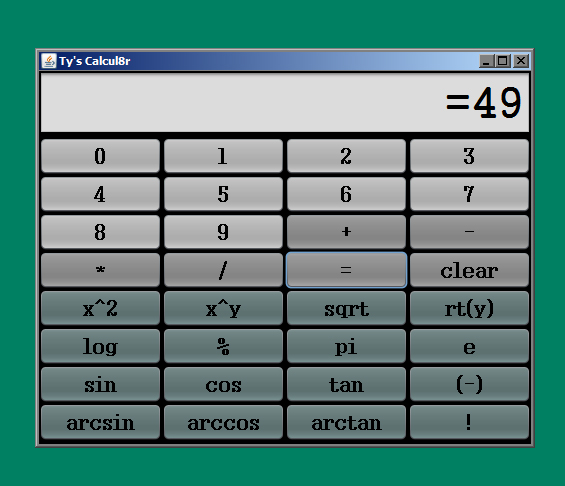 Ty's Calcul8r
=49
0 1 2 3
4 5 6 7
8 9 + -
* / = clear
x^2 x^y sqrt rt(y)
log % pi e
sin cos tan (-)
arcsin arccos arctan !